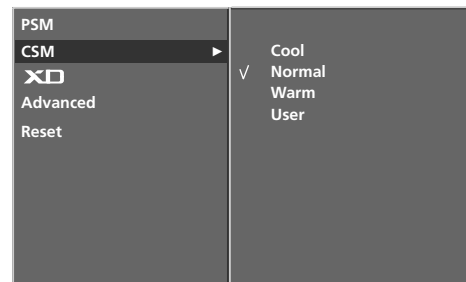 PSM
CSM ►
XD
Advanced
Reset
Cool
√ Normal
Warm
User